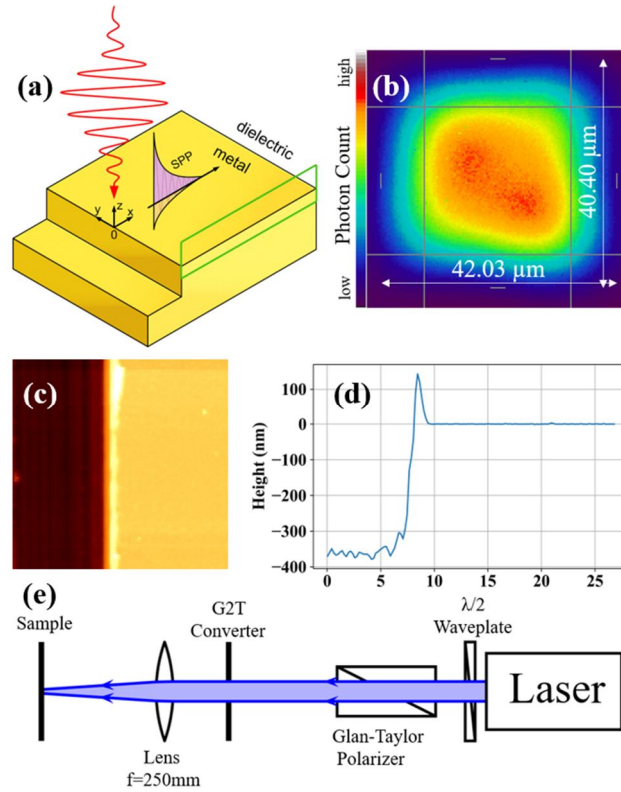 (a)
dielectric
metal
SPP
y
z
x
0
(b)
high
Photon Count
low
40.40 μm
42.03 μm
(c)
(d)
Height (nm)
100
0
−100
−200
−300
−400
0
5
10
15
20
25
λ/2
Waveplate
(e)
Sample
G2T
Converter
Lens
f=250mm
Glan-Taylor
Polarizer
Laser